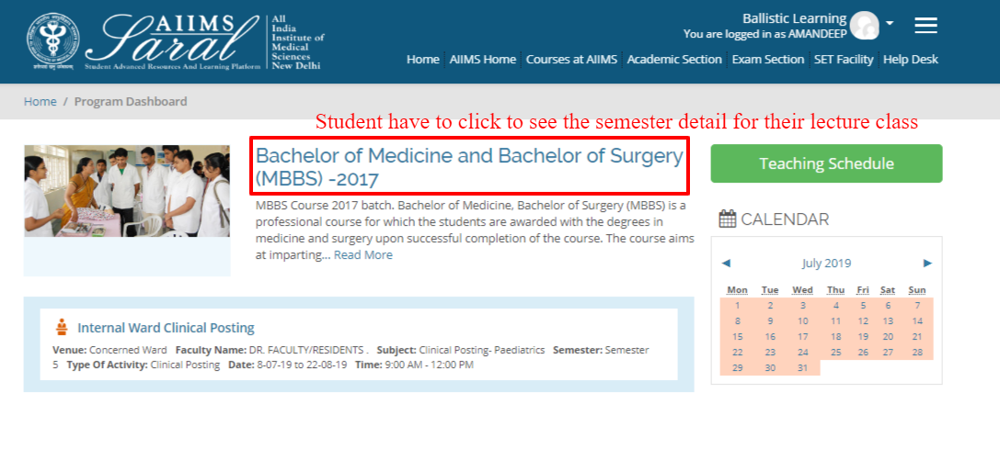 AIIMS
Saral
Student Advanced Resources And Learning Platform
All
India
Institute of
Medical
Sciences
New Delhi
Ballistic Learning
You are logged in as AMANDEEP
Home AIIMS Home Courses at AIIMS Academic Section Exam Section SET Facility Help Desk
Home / Program Dashboard
Student have to click to see the semester detail for their lecture class
Bachelor of Medicine and Bachelor of Surgery
(MBBS) -2017
MBBS Course 2017 batch. Bachelor of Medicine, Bachelor of Surgery (MBBS) is a
professional course for which the students are awarded with the degrees in
medicine and surgery upon successful completion of the course. The course aims
at imparting... Read More
Teaching Schedule
CALENDAR
◄ July 2019 ►
Mon Tue Wed Thu Fri Sat Sun
1 2 3 4 5 6 7
8 9 10 11 12 13 14
15 16 17 18 19 20 21
22 23 24 25 26 27 28
29 30 31
Internal Ward Clinical Posting
Venue: Concerned Ward Faculty Name: DR. FACULTY/RESIDENTS . Subject: Clinical Posting- Paediatrics Semester: Semester
5 Type Of Activity: Clinical Posting Date: 8-07-19 to 22-08-19 Time: 9:00 AM - 12:00 PM